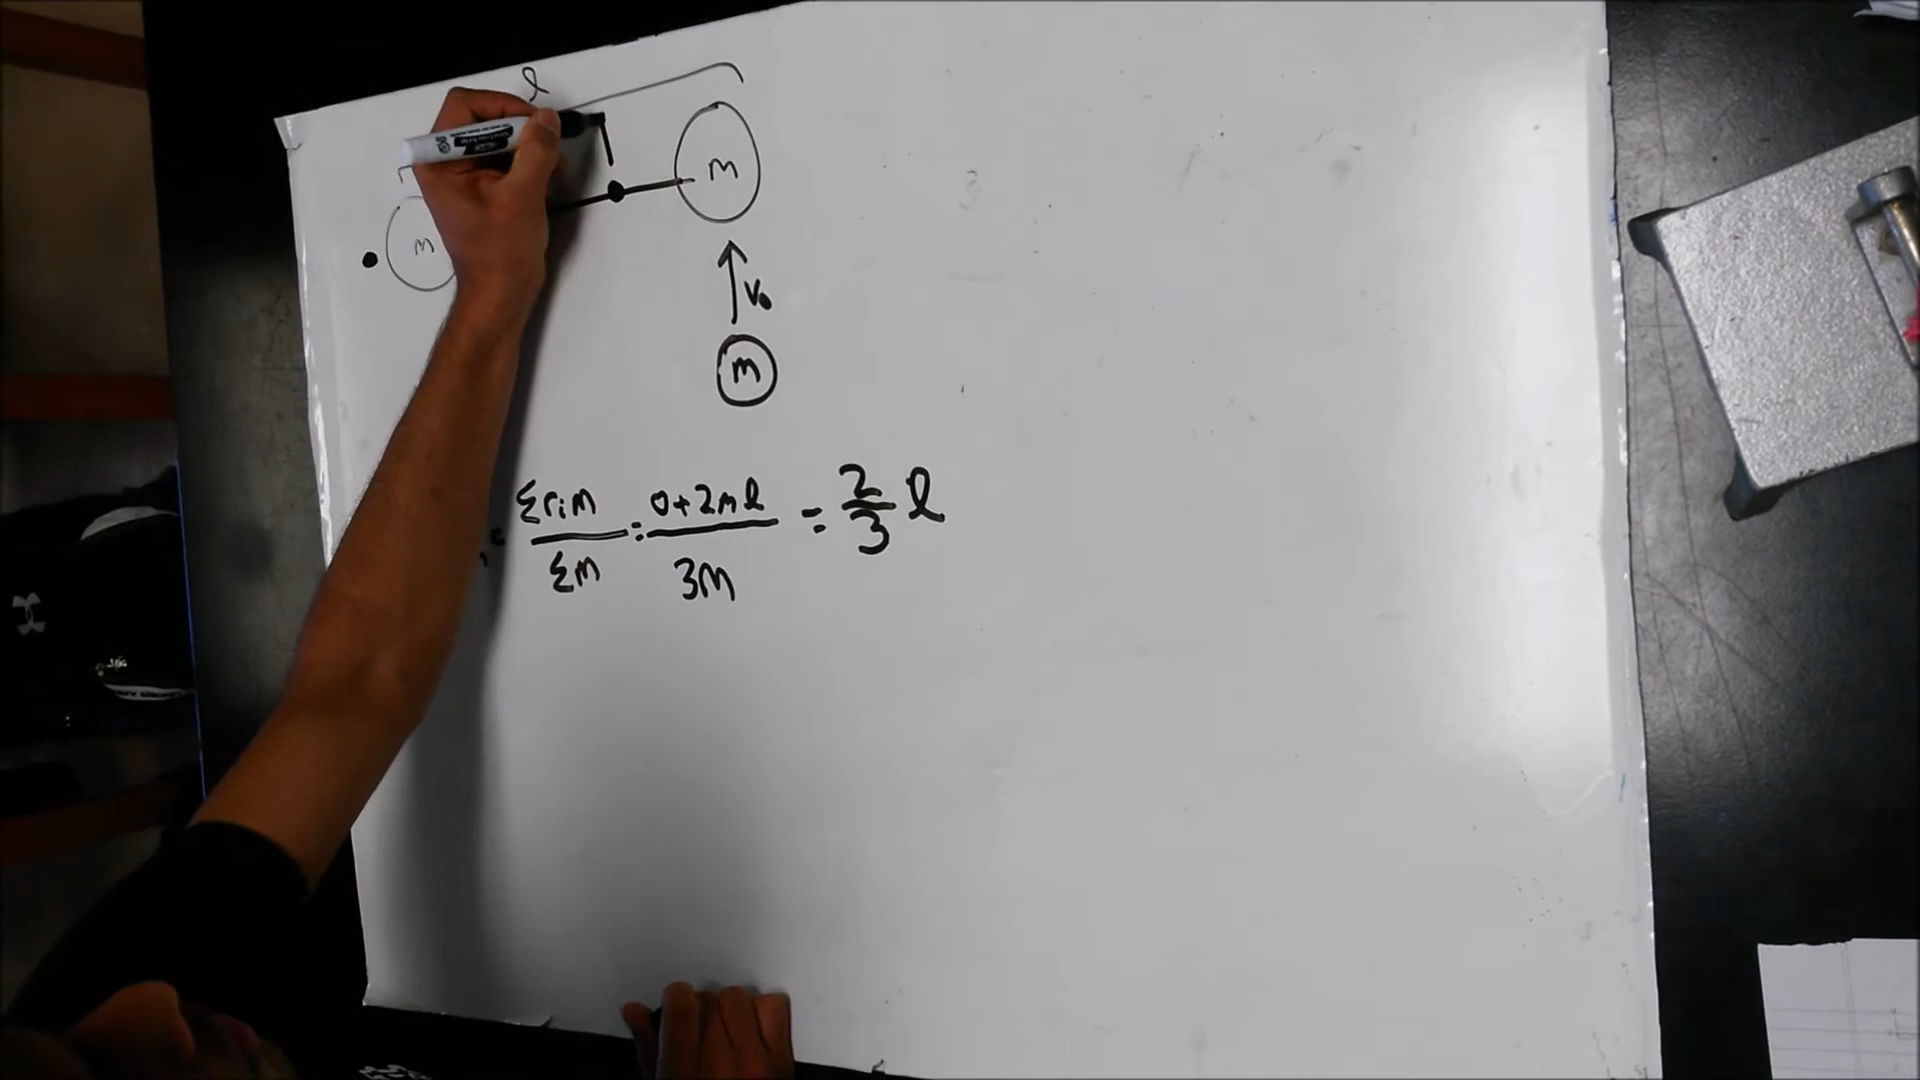 l
m
m
V₀
m
Σrᵢm / Σm = 0+2ml / 3m = 2/3 l